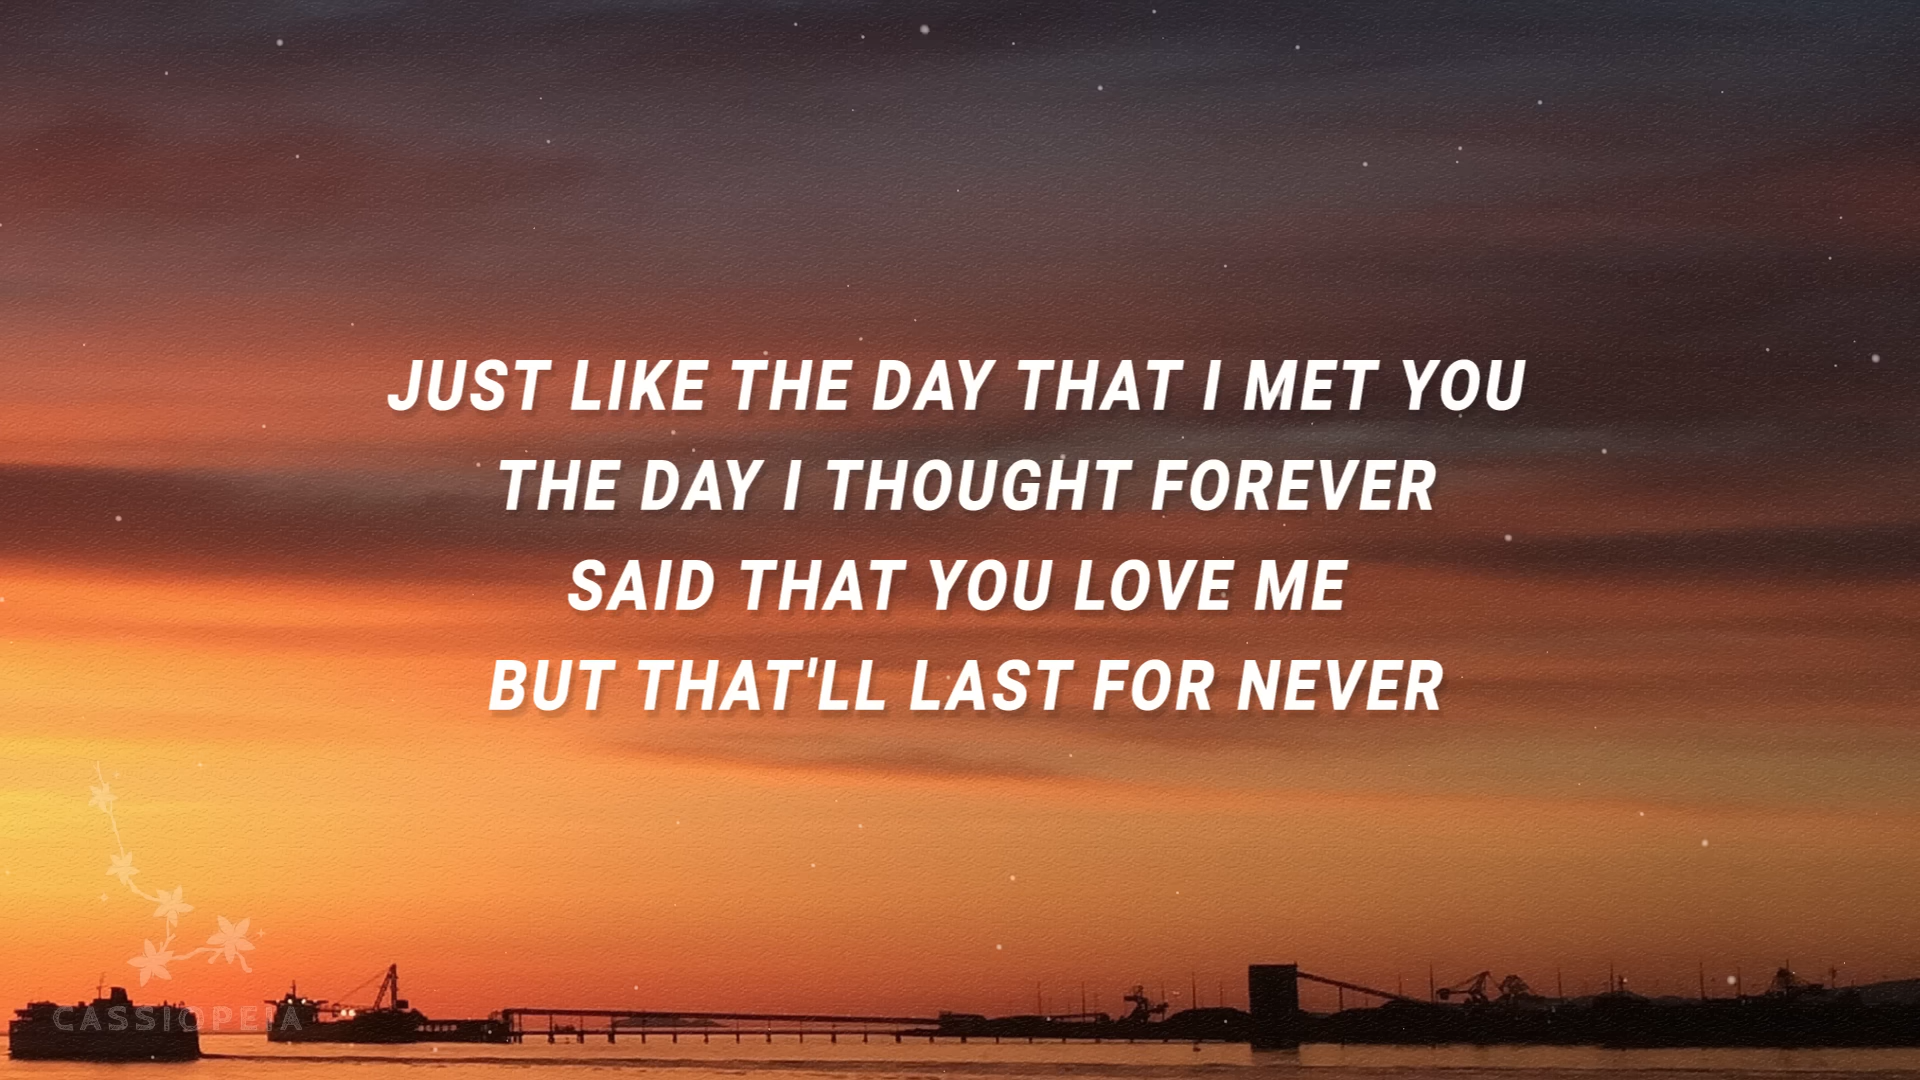 JUST LIKE THE DAY THAT I MET YOU
THE DAY I THOUGHT FOREVER
SAID THAT YOU LOVE ME
BUT THAT'LL LAST FOR NEVER
CASSIOPEIA